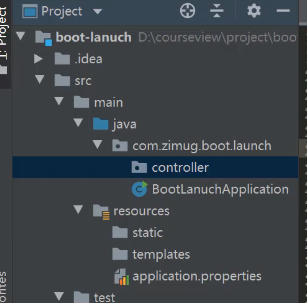 Project
1: Project
boot-lanuch D:\courseview\project\boo
.idea
src
main
java
com.zimug.boot.launch
controller
BootLanuchApplication
resources
static
templates
application.properties
test